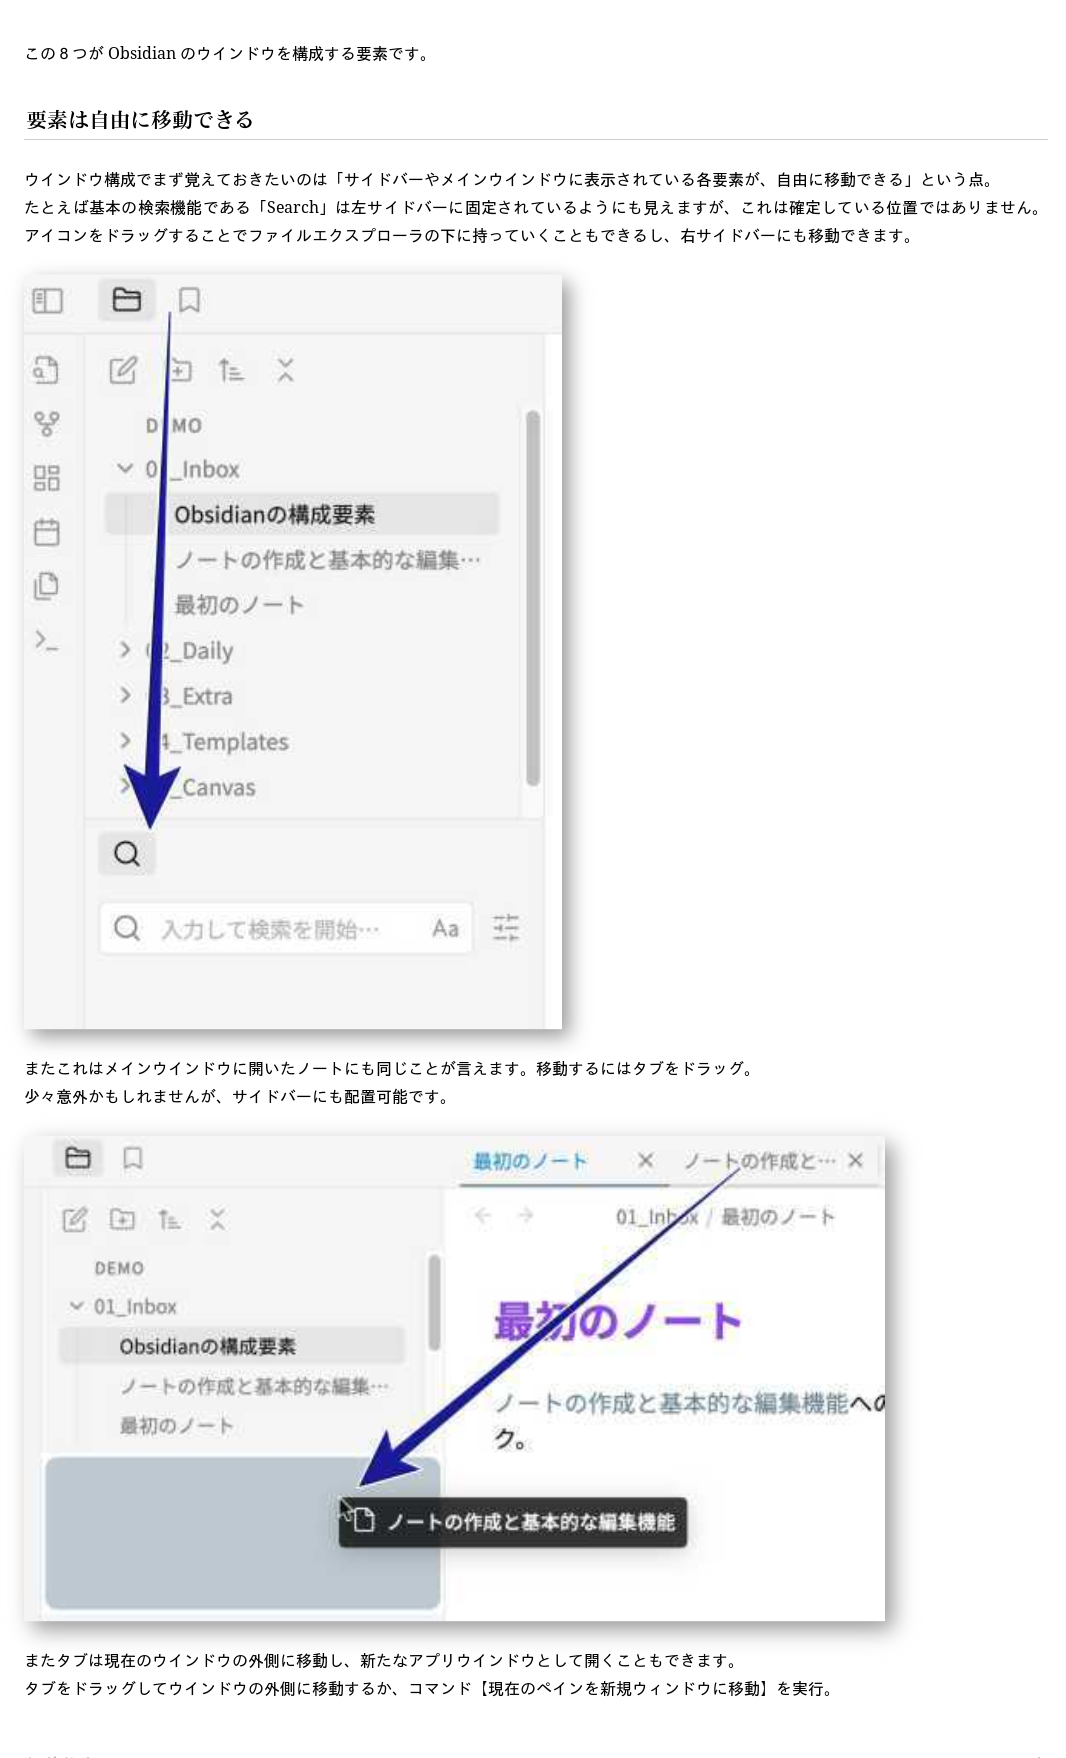 この８つが Obsidian のウインドウを構成する要素です。
要素は自由に移動できる
ウインドウ構成でまず覚えておきたいのは「サイドバーやメインウインドウに表示されている各要素が、自由に移動できる」という点。
たとえば基本の検索機能である「Search」は左サイドバーに固定されているようにも見えますが、これは確定している位置ではありません。
アイコンをドラッグすることでファイルエクスプローラの下に持っていくこともできるし、右サイドバーにも移動できます。
DEMO
01_Inbox
Obsidianの構成要素
ノートの作成と基本的な編集…
最初のノート
02_Daily
03_Extra
04_Templates
_Canvas
入力して検索を開始… Aa
またこれはメインウインドウに開いたノートにも同じことが言えます。移動するにはタブをドラッグ。
少々意外かもしれませんが、サイドバーにも配置可能です。
最初のノート ノートの作成と…
01_Inbox / 最初のノート
DEMO
01_Inbox
Obsidianの構成要素
ノートの作成と基本的な編集…
最初のノート
最初のノート
ノートの作成と基本的な編集機能への
ク。
ノートの作成と基本的な編集機能
またタブは現在のウインドウの外側に移動し、新たなアプリウインドウとして開くこともできます。
タブをドラッグしてウインドウの外側に移動するか、コマンド【現在のペインを新規ウィンドウに移動】を実行。